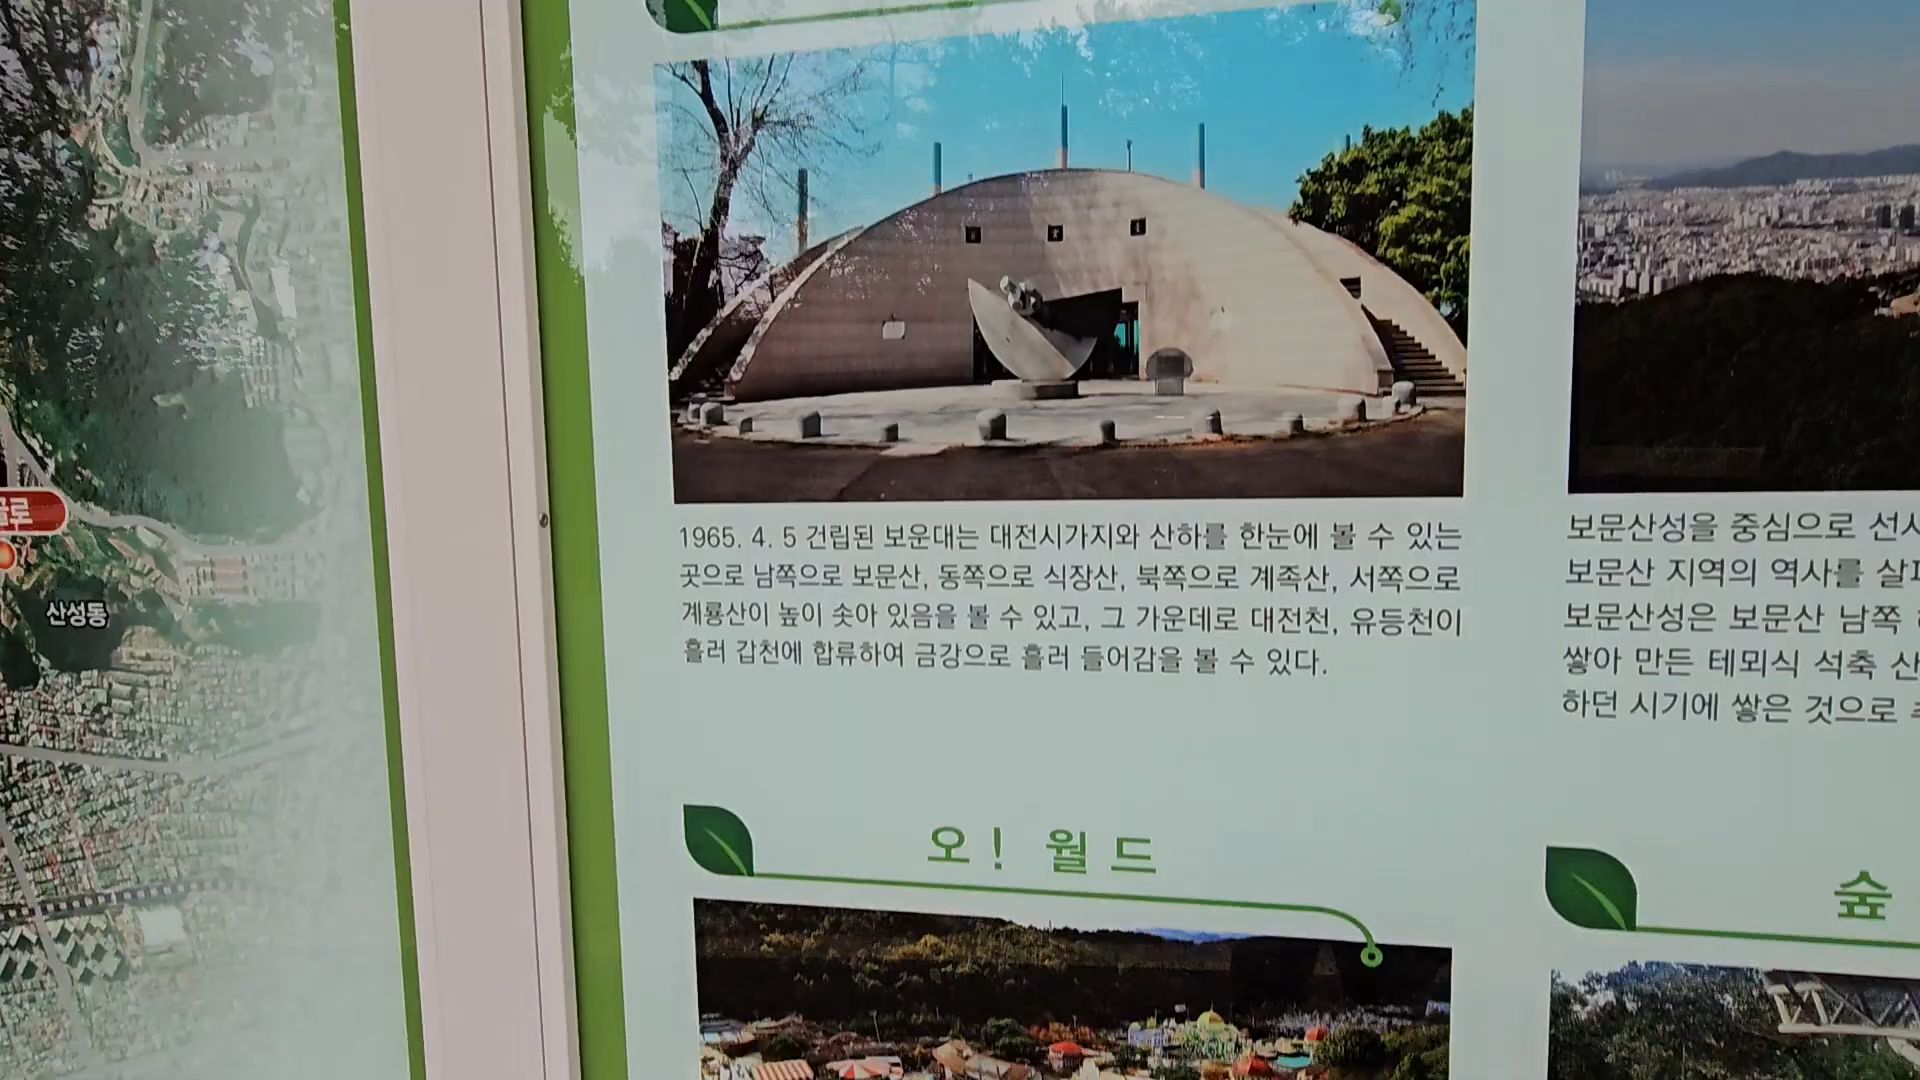 산성동
1965. 4. 5 건립된 보운대는 대전시가지와 산하를 한눈에 볼 수 있는
곳으로 남쪽으로 보문산, 동쪽으로 식장산, 북쪽으로 계족산, 서쪽으로
계룡산이 높이 솟아 있음을 볼 수 있고, 그 가운데로 대전천, 유등천이
흘러 갑천에 합류하여 금강으로 흘러 들어감을 볼 수 있다.
보문산성을 중심으로
보문산 지역의 역사를
보문산성은 보문산 남쪽
쌓아 만든 테뫼식 석축
하던 시기에 쌓은 것으로
오! 월드
숲